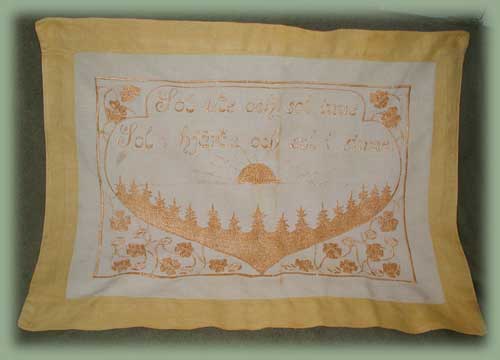 Sol ute och sol inne
Sol i hjärta och sol i sinne